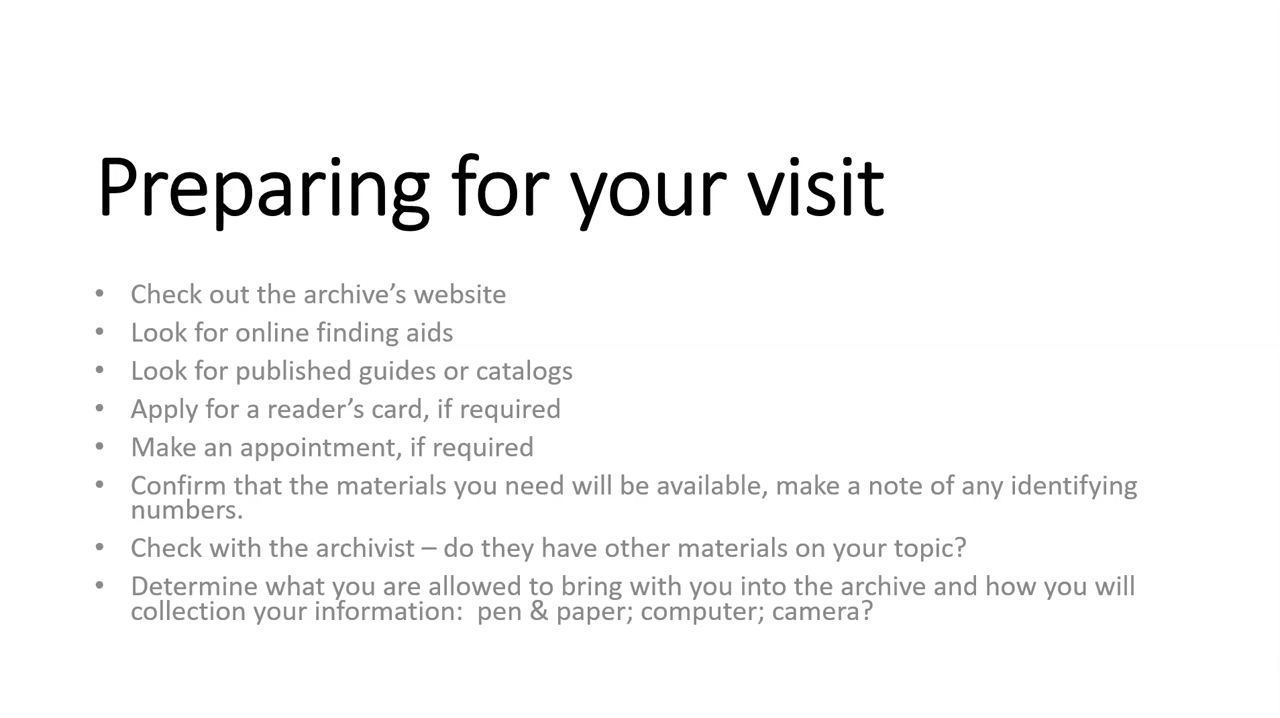 Preparing for your visit
• Check out the archive’s website
• Look for online finding aids
• Look for published guides or catalogs
• Apply for a reader’s card, if required
• Make an appointment, if required
• Confirm that the materials you need will be available, make a note of any identifying
numbers.
• Check with the archivist – do they have other materials on your topic?
• Determine what you are allowed to bring with you into the archive and how you will
collection your information:  pen & paper; computer; camera?